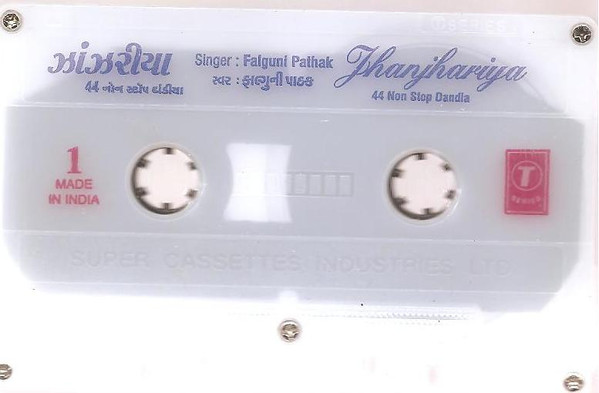 ઝાંઝરીયા
44 નોન સ્ટોપ દાંડીયા
Singer : Falguni Pathak
સ્વર : ફાલ્ગુની પાઠક
Jhanjhariya
44 Non Stop Dandia
1
MADE
IN INDIA
T
SERIES
SUPER CASSETTES INDUSTRIES LTD